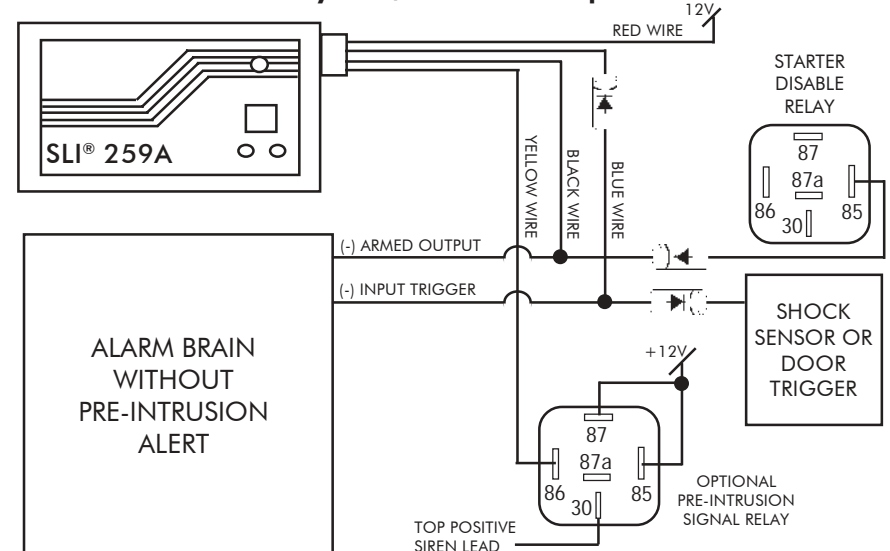 12V
RED WIRE
STARTER
DISABLE
RELAY
87
87a
86
85
30
SLI® 259A
YELLOW WIRE
BLACK WIRE
BLUE WIRE
(-) ARMED OUTPUT
(-) INPUT TRIGGER
ALARM BRAIN
WITHOUT
PRE-INTRUSION
ALERT
SHOCK
SENSOR OR
DOOR
TRIGGER
+12V
87
87a
86
85
30
OPTIONAL
PRE-INTRUSION
SIGNAL RELAY
TOP POSITIVE
SIREN LEAD